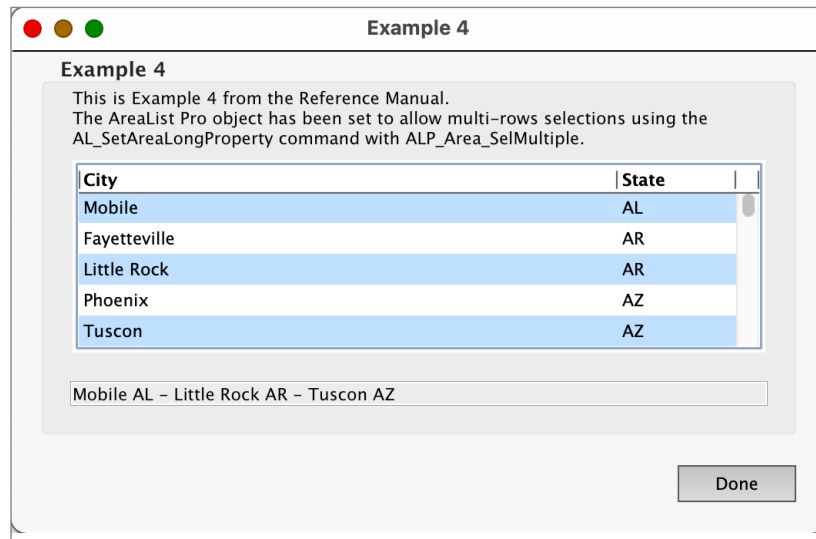 Example 4
Example 4
This is Example 4 from the Reference Manual.
The AreaList Pro object has been set to allow multi-rows selections using the
AL_SetAreaLongProperty command with ALP_Area_SelMultiple.
City State
Mobile AL
Fayetteville AR
Little Rock AR
Phoenix AZ
Tuscon AZ
Mobile AL – Little Rock AR – Tuscon AZ
Done